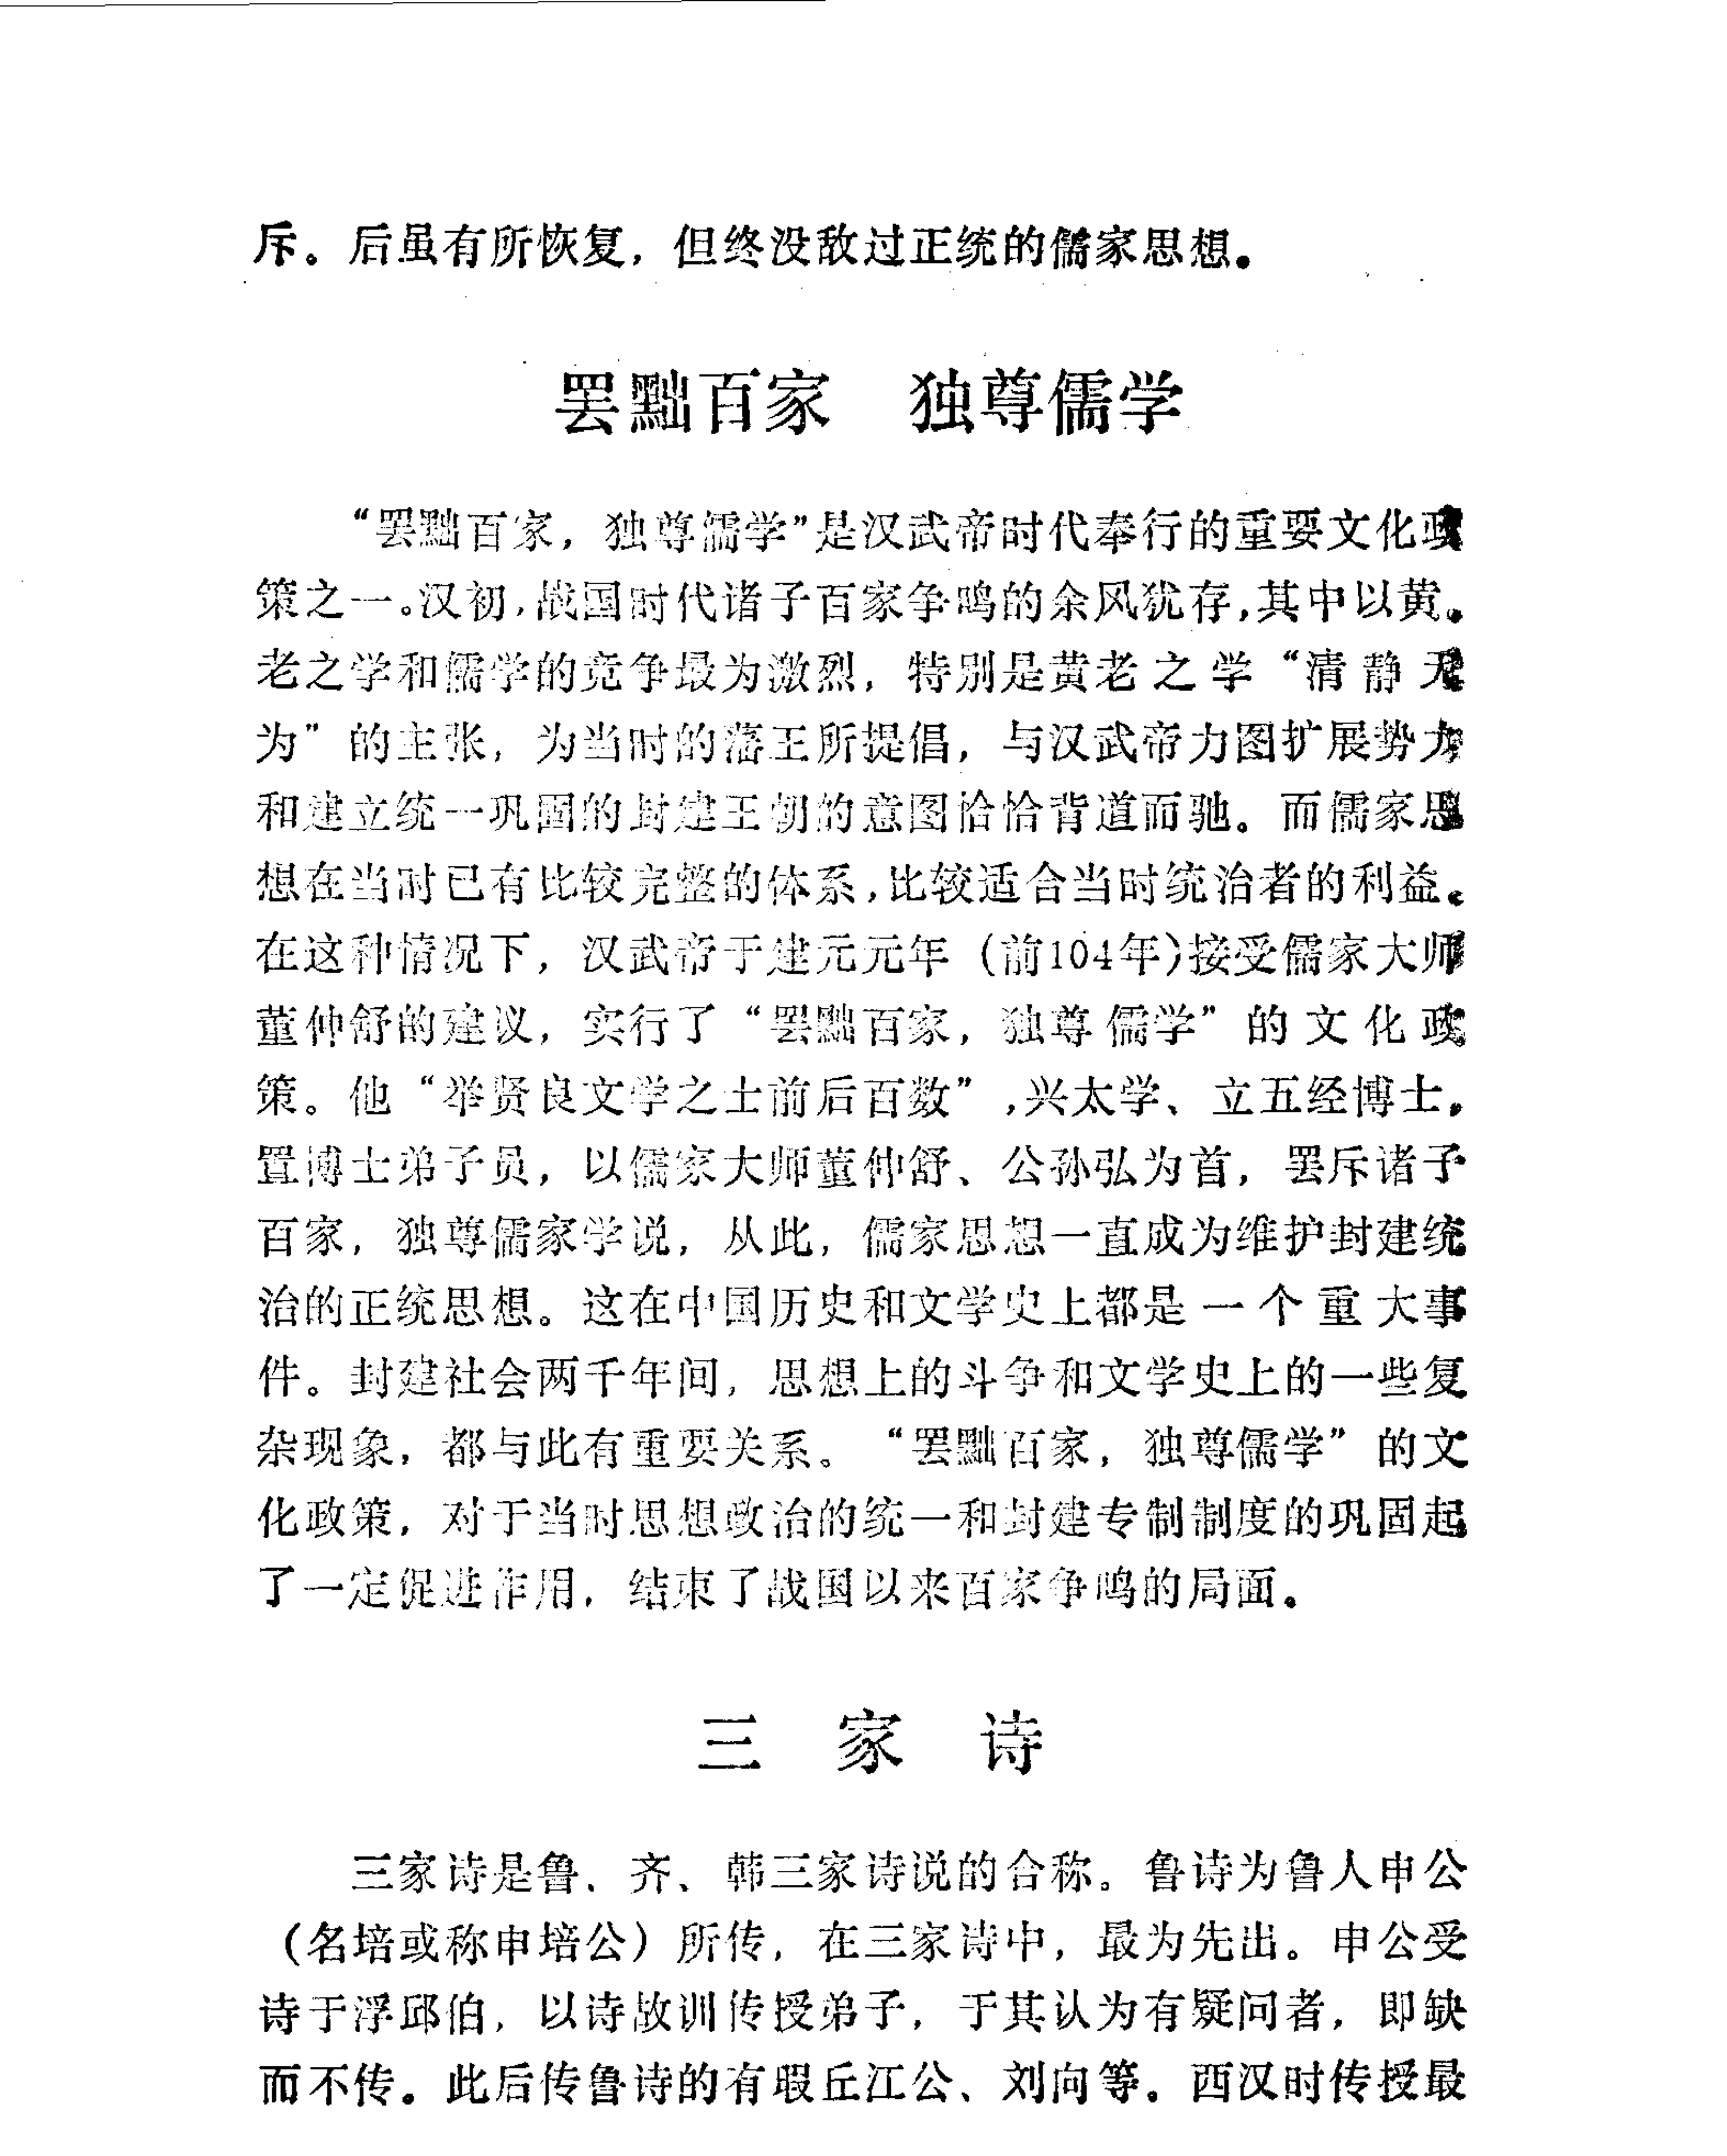 斥。后虽有所恢复，但终没敌过正统的儒家思想。
罢黜百家　独尊儒学
“罢黜百家，独尊儒学”是汉武帝时代奉行的重要文化政
策之一。汉初，战国时代诸子百家争鸣的余风犹存，其中以黄。
老之学和儒学的竞争最为激烈，特别是黄老之学“清静无
为”的主张，为当时的藩王所提倡，与汉武帝力图扩展势力
和建立统一巩固的封建王朝的意图恰恰背道而驰。而儒家思
想在当时已有比较完整的体系，比较适合当时统治者的利益。
在这种情况下，汉武帝于建元元年（前104年）接受儒家大师
董仲舒的建议，实行了“罢黜百家，独尊儒学”的文化政
策。他“举贤良文学之士前后百数”，兴太学、立五经博士，
置博士弟子员，以儒家大师董仲舒、公孙弘为首，罢斥诸子
百家，独尊儒家学说，从此，儒家思想一直成为维护封建统
治的正统思想。这在中国历史和文学史上都是一个重大事
件。封建社会两千年间，思想上的斗争和文学史上的一些复
杂现象，都与此有重要关系。“罢黜百家，独尊儒学”的文
化政策，对于当时思想政治的统一和封建专制制度的巩固起
了一定促进作用，结束了战国以来百家争鸣的局面。
三　家　诗
三家诗是鲁、齐、韩三家诗说的合称。鲁诗为鲁人申公
（名培或称申培公）所传，在三家诗中，最为先出。申公受
诗于浮邱伯，以诗故训传授弟子，于其认为有疑问者，即缺
而不传。此后传鲁诗的有瑕丘江公、刘向等。西汉时传授最